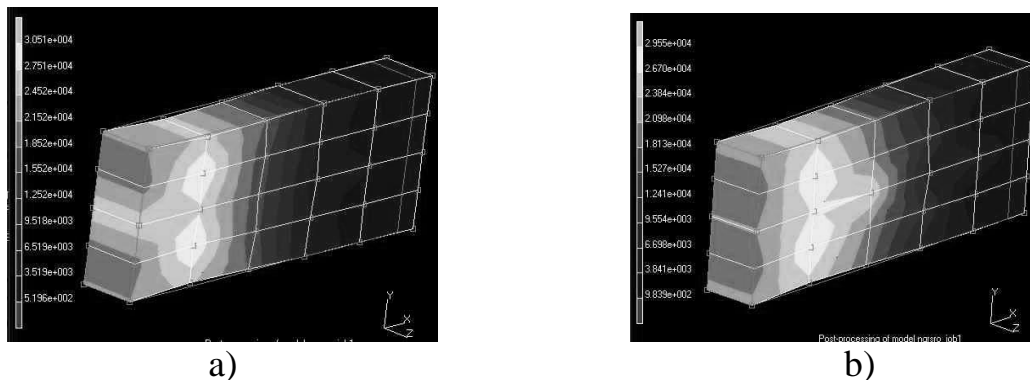 3.051e+004
2.751e+004
2.452e+004
2.152e+004
1.852e+004
1.552e+004
1.252e+004
9.518e+003
6.519e+003
3.519e+003
5.196e+002
Y
X
Z
a)
2.955e+004
2.670e+004
2.384e+004
2.098e+004
1.813e+004
1.527e+004
1.241e+004
9.554e+003
6.698e+003
3.841e+003
9.839e+002
Y
X
Z
Post-processing of model ngrsro_job1
b)